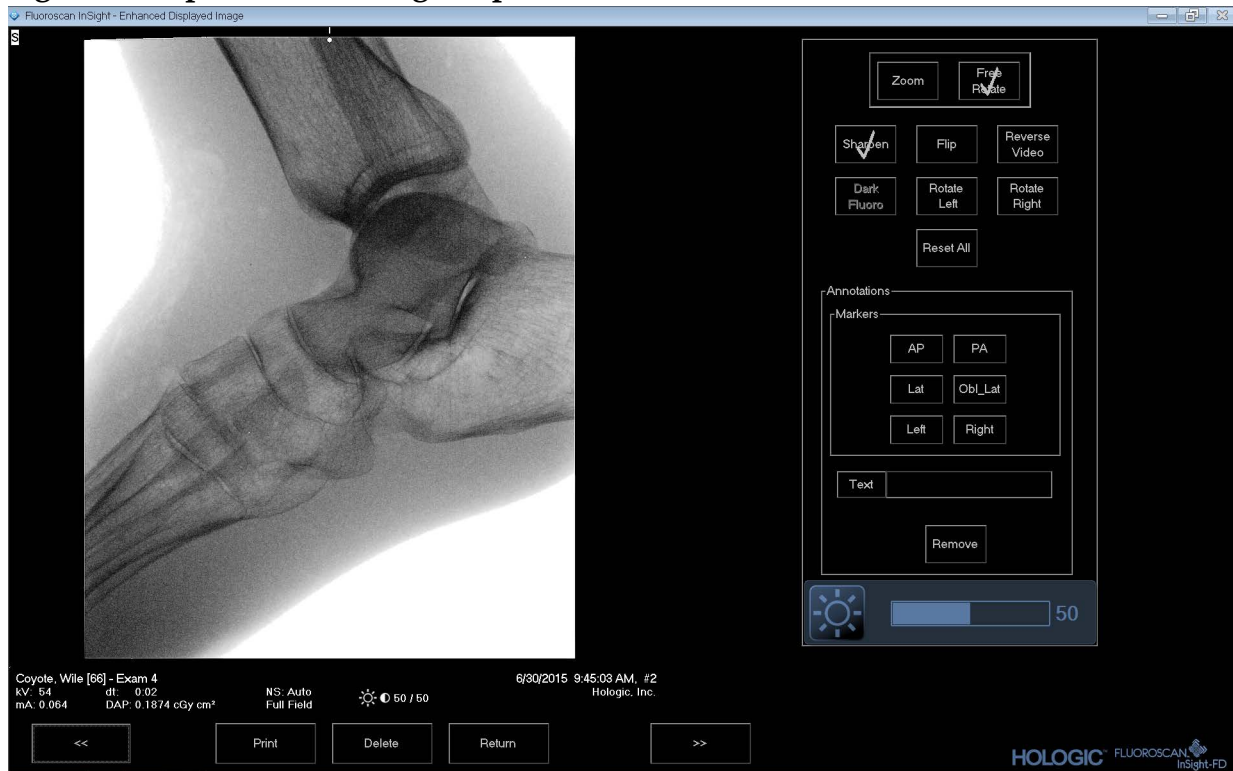 Fluoroscan InSight - Enhanced Displayed Image
S
Zoom
Free
Rotate
Sharpen
Flip
Reverse
Video
Dark
Fluoro
Rotate
Left
Rotate
Right
Reset All
Annotations
Markers
AP
PA
Lat
Obl_Lat
Left
Right
Text
Remove
50
Coyote, Wile [66] - Exam 4
6/30/2015 9:45:03 AM, #2
kV: 54 dt: 0.02 NS: Auto
Hologic, Inc.
mA: 0.064 DAP: 0.1874 cGy cm² Full Field
50 / 50
<<
Print
Delete
Return
>>
HOLOGIC™ FLUOROSCAN
InSight-FD